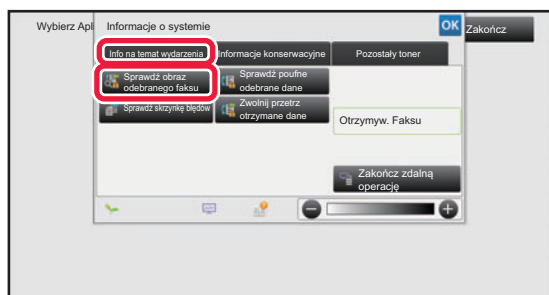 Wybierz Apl
Informacje o systemie
OK
Zakończ
Info na temat wydarzenia
Informacje konserwacyjne
Pozostały toner
Sprawdź obraz
odebranego faksu
Sprawdź poufne
odebrane dane
Sprawdź skrzynkę błędów
Zwolnij przetrz
otrzymane dane
Otrzymyw. Faksu
Zakończ zdalną
operację